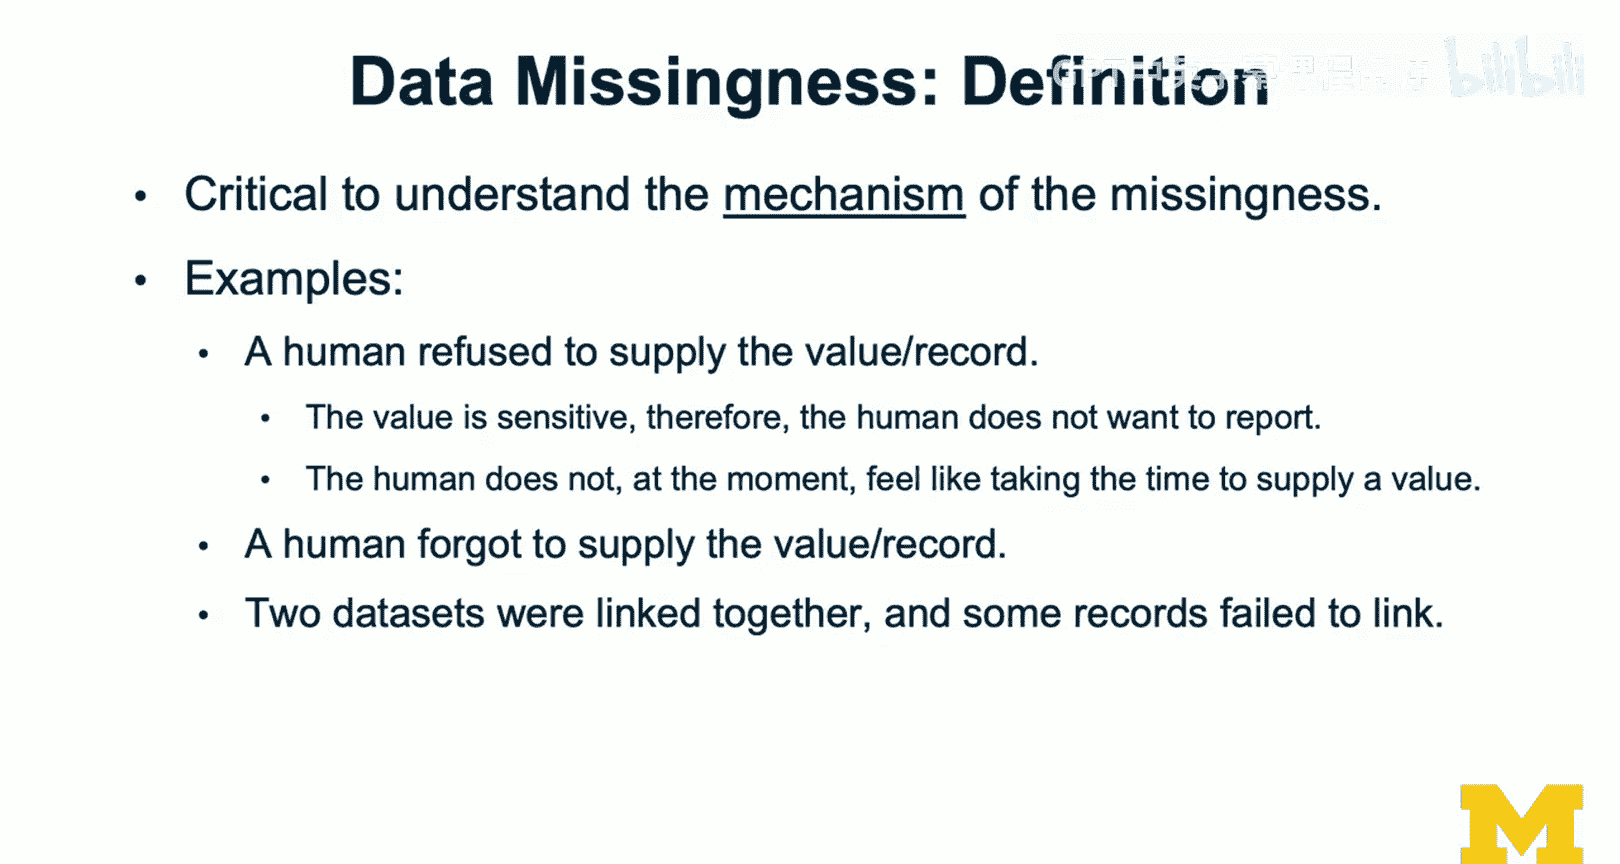 Data Missingness: Definition
bilibili
• Critical to understand the mechanism of the missingness.
• Examples:
• A human refused to supply the value/record.
• The value is sensitive, therefore, the human does not want to report.
• The human does not, at the moment, feel like taking the time to supply a value.
• A human forgot to supply the value/record.
• Two datasets were linked together, and some records failed to link.
M